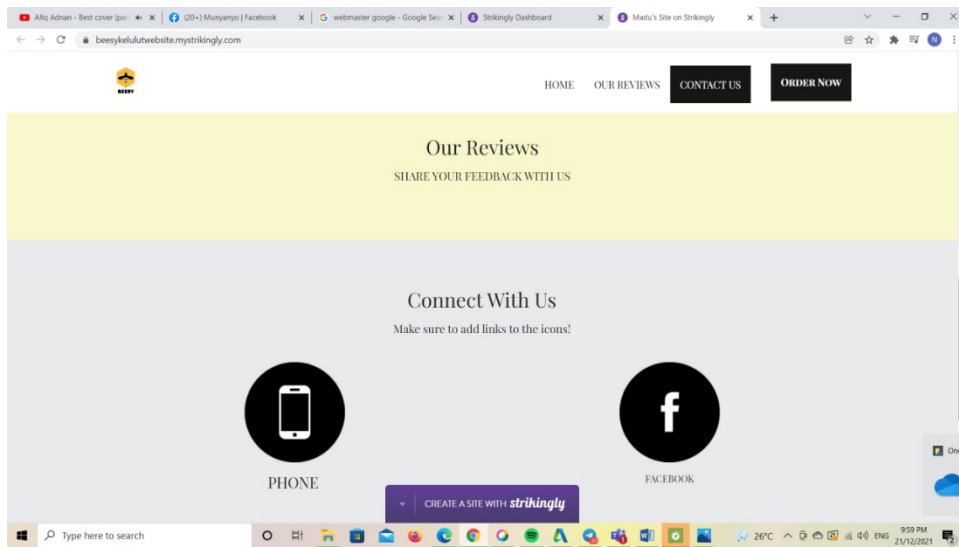 Afiq Adnan - Best cover (part
(20+) Munyanyo | Facebook
webmaster google - Google Sea
Strikingly Dashboard
Madu's Site on Strikingly
beesykelulutwebsite.mystrikingly.com
N
BEESY
HOME
OUR REVIEWS
CONTACT US
ORDER NOW
Our Reviews
SHARE YOUR FEEDBACK WITH US
Connect With Us
Make sure to add links to the icons!
PHONE
FACEBOOK
One
CREATE A SITE WITH strikingly
Type here to search
26°C
ENG
9:59 PM
21/12/2021
2